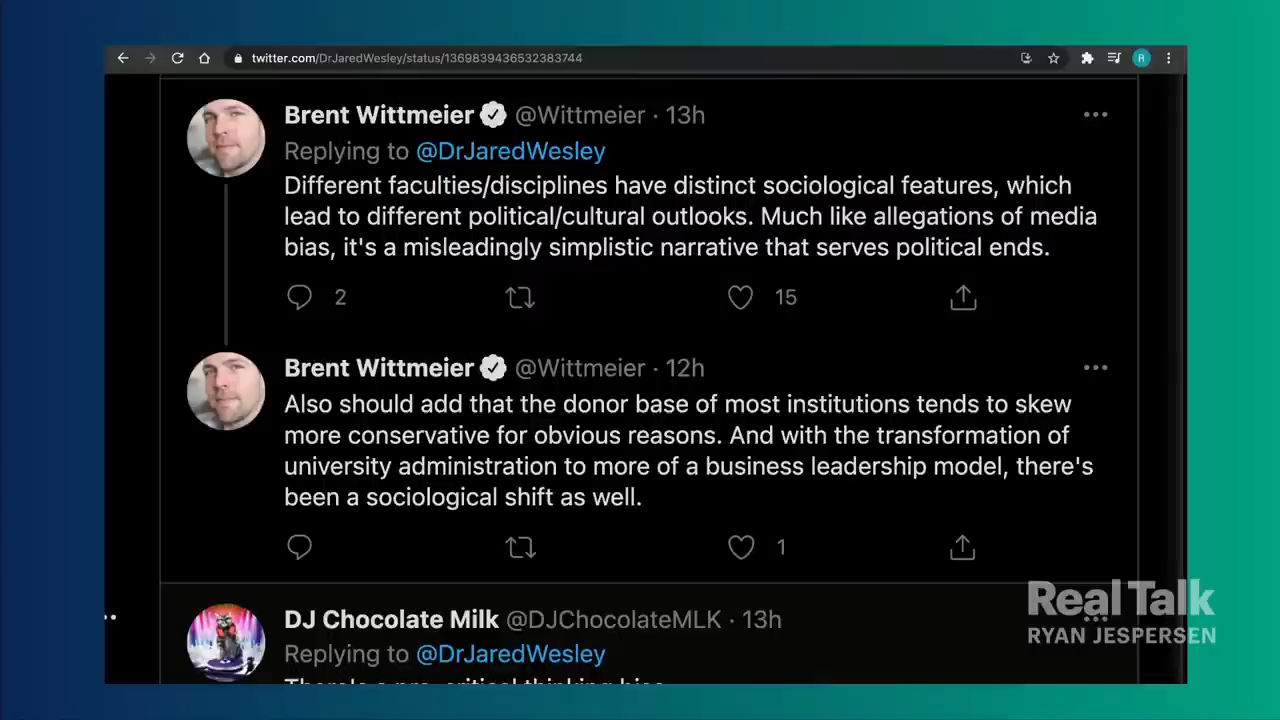 twitter.com/DrJaredWesley/status/1369839436532383744
R
Brent Wittmeier @Wittmeier · 13h
Replying to @DrJaredWesley
Different faculties/disciplines have distinct sociological features, which
lead to different political/cultural outlooks. Much like allegations of media
bias, it's a misleadingly simplistic narrative that serves political ends.
2
15
Brent Wittmeier @Wittmeier · 12h
Also should add that the donor base of most institutions tends to skew
more conservative for obvious reasons. And with the transformation of
university administration to more of a business leadership model, there's
been a sociological shift as well.
1
DJ Chocolate Milk @DJChocolateMLK · 13h
Replying to @DrJaredWesley
There's a pro-critical thinking bias
Real Talk
RYAN JESPERSEN